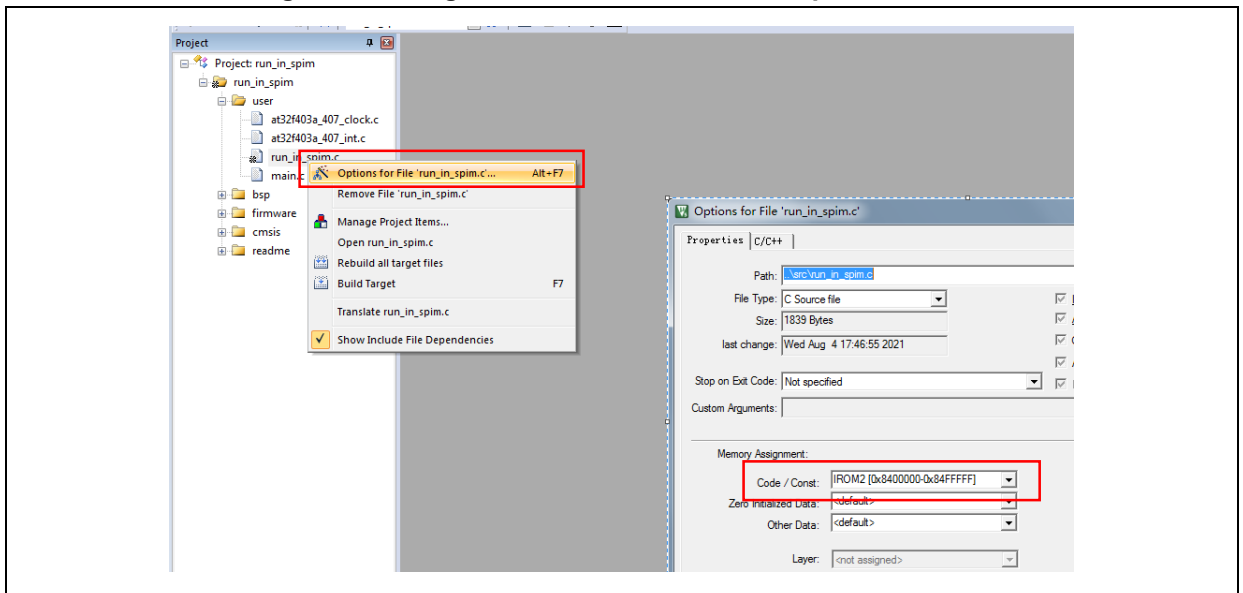 Project
Project: run_in_spim
run_in_spim
user
at32f403a_407_clock.c
at32f403a_407_int.c
run_in_spim.c
main.c
bsp
firmware
cmsis
readme
Options for File 'run_in_spim.c'... Alt+F7
Remove File 'run_in_spim.c'
Manage Project Items...
Open run_in_spim.c
Rebuild all target files
Build Target F7
Translate run_in_spim.c
Show Include File Dependencies
Options for File 'run_in_spim.c'
Properties C/C++
Path: ..\src\run_in_spim.c
File Type: C Source file
Size: 1839 Bytes
last change: Wed Aug 4 17:46:55 2021
Stop on Exit Code: Not specified
Custom Arguments:
Memory Assignment:
Code / Const: IROM2 [0x8400000-0x84FFFFF]
Zero Initialized Data: <default>
Other Data: <default>
Layer: <not assigned>